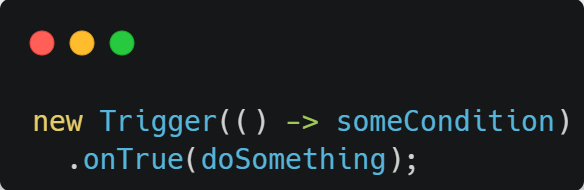 new Trigger(() -> someCondition)
.onTrue(doSomething);